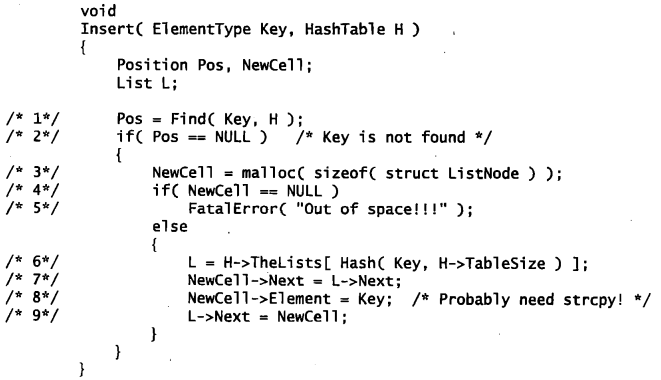 void
Insert( ElementType Key, HashTable H )
{
Position Pos, NewCell;
List L;
/* 1*/ Pos = Find( Key, H );
/* 2*/ if( Pos == NULL ) /* Key is not found */
{
/* 3*/ NewCell = malloc( sizeof( struct ListNode ) );
/* 4*/ if( NewCell == NULL )
/* 5*/ FatalError( "Out of space!!!" );
else
{
/* 6*/ L = H->TheLists[ Hash( Key, H->TableSize ) ];
/* 7*/ NewCell->Next = L->Next;
/* 8*/ NewCell->Element = Key; /* Probably need strcpy! */
/* 9*/ L->Next = NewCell;
}
}
}